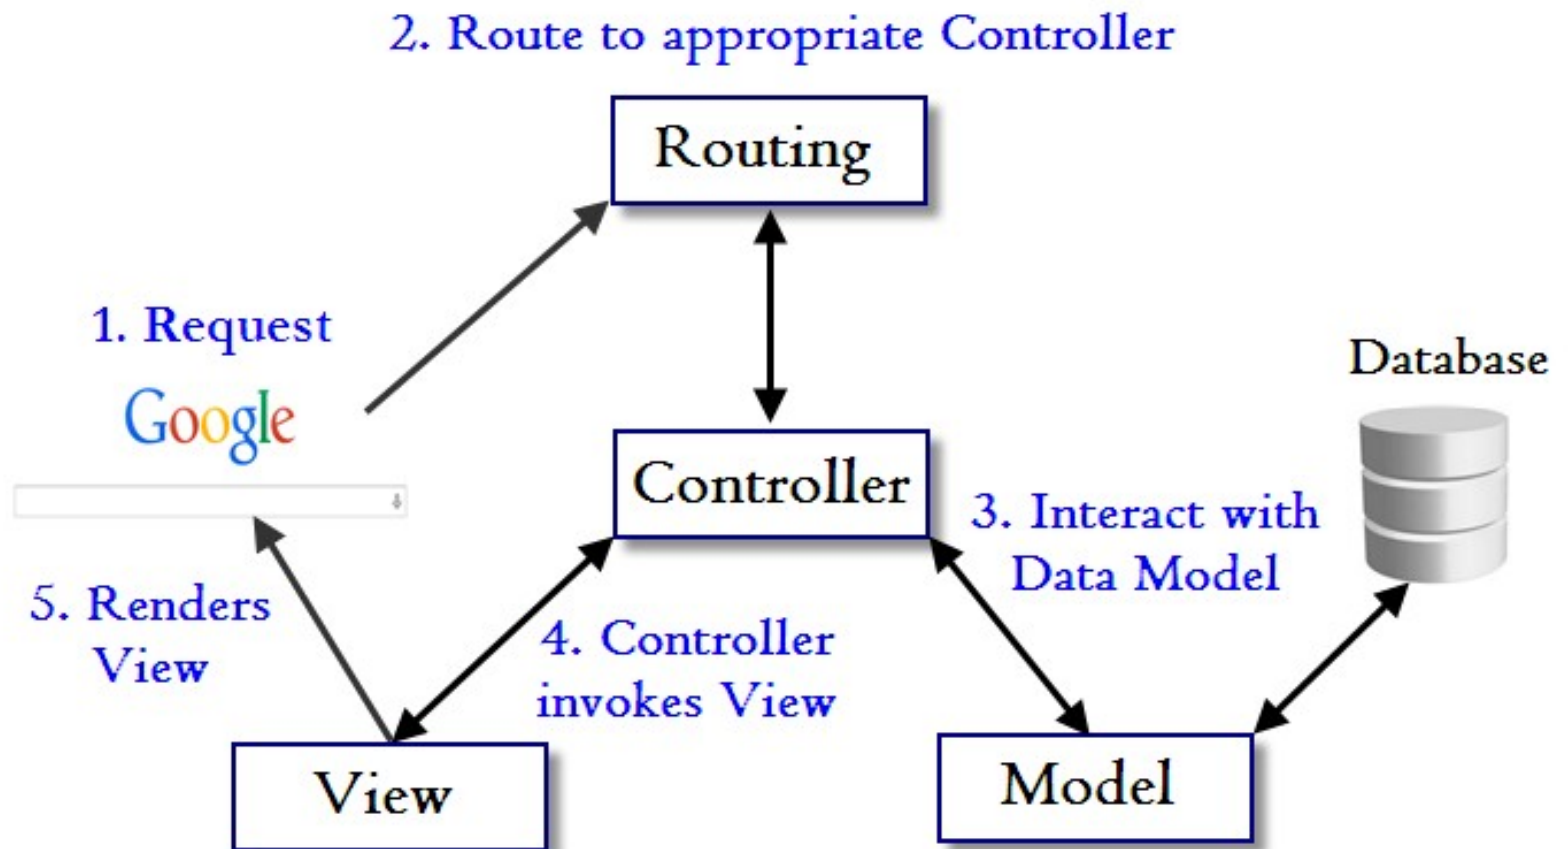 2. Route to appropriate Controller
Routing
1. Request
Google
Database
Controller
3. Interact with
Data Model
5. Renders
View
4. Controller
invokes View
View
Model